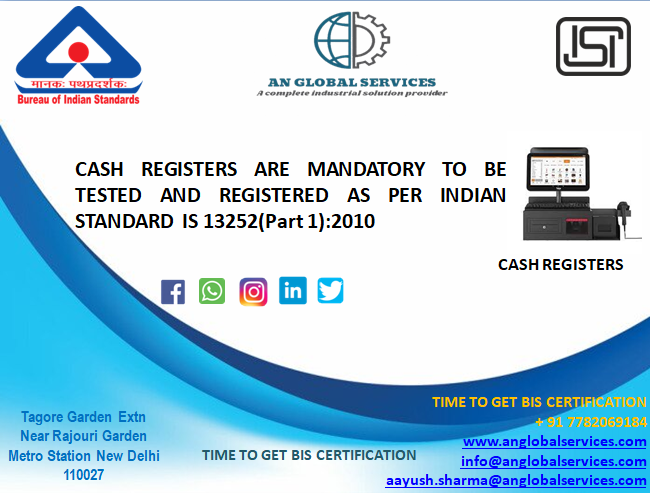 मानकः पथप्रदर्शकः
Bureau of Indian Standards
AN GLOBAL SERVICES
A complete industrial solution provider
ISI
CASH REGISTERS ARE MANDATORY TO BE
TESTED AND REGISTERED AS PER INDIAN
STANDARD IS 13252(Part 1):2010
CASH REGISTERS
Tagore Garden Extn
Near Rajouri Garden
Metro Station New Delhi
110027
TIME TO GET BIS CERTIFICATION
TIME TO GET BIS CERTIFICATION
+ 91 7782069184
www.anglobalservices.com
info@anglobalservices.com
aayush.sharma@anglobalservices.com